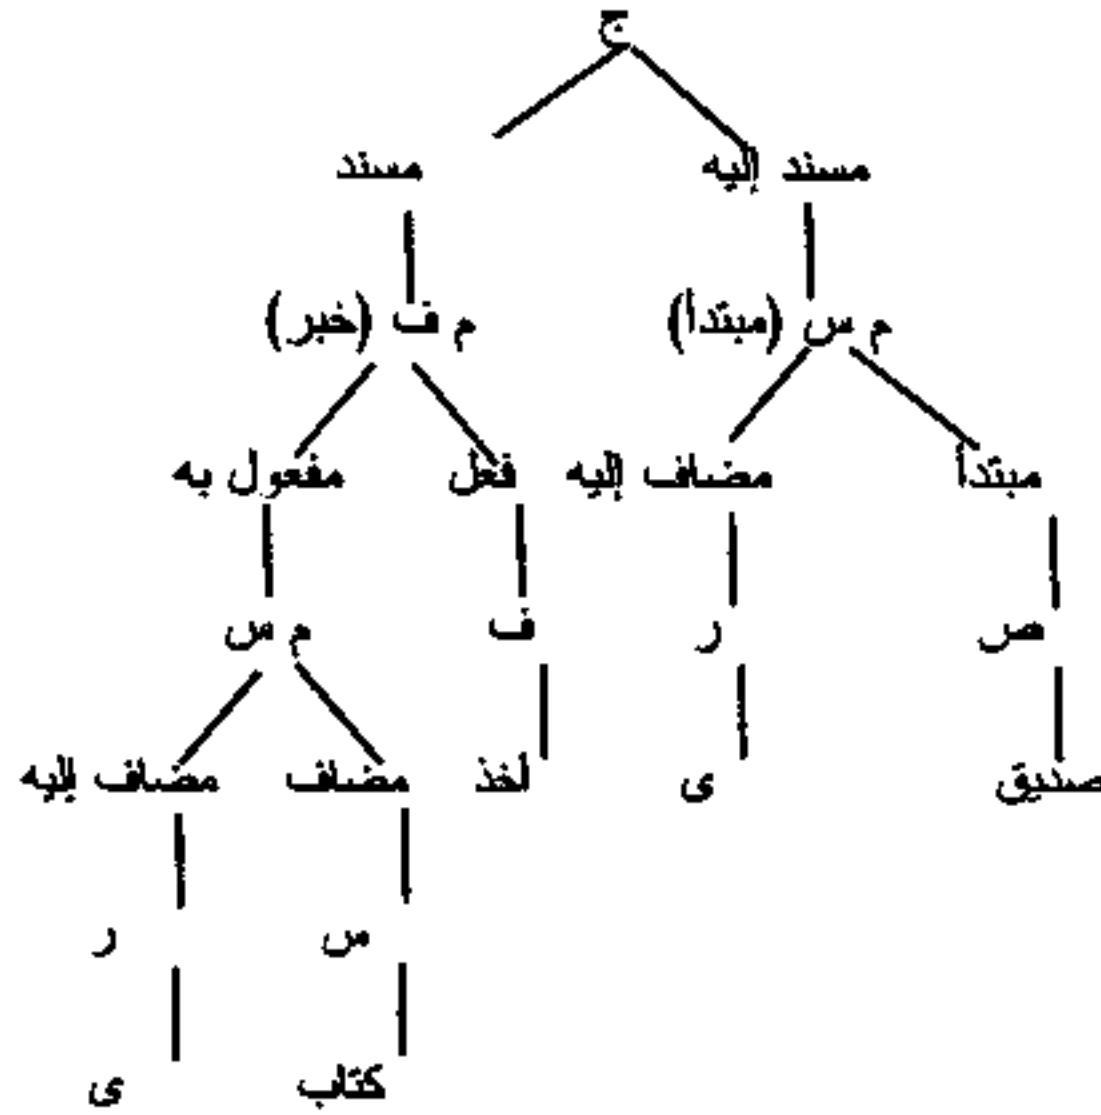 ج
مسند إليه مسند
م س (مبتدأ) م ف (خبر)
مبتدأ مضاف إليه فعل مفعول به
ص ر ف م س
صديق ى أخذ مضاف مضاف إليه
س ر
كتاب ى